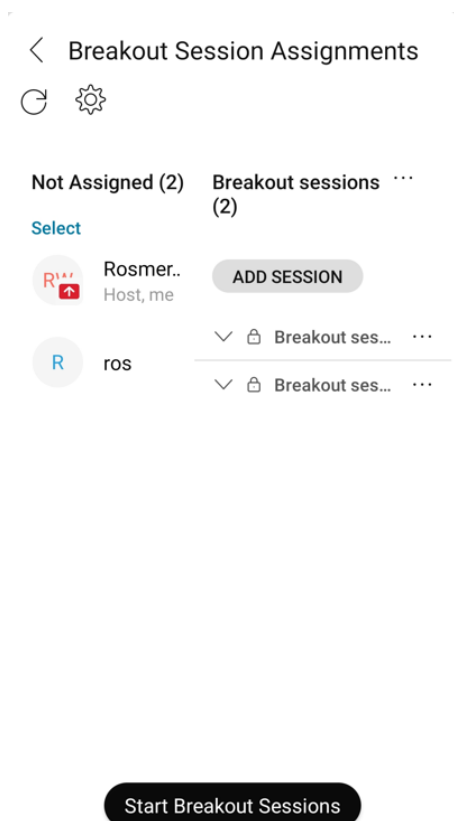 Breakout Session Assignments
Not Assigned (2)
Select
RW
Rosmer..
Host, me
R
ros
Breakout sessions ...
(2)
ADD SESSION
Breakout ses... ...
Breakout ses... ...
Start Breakout Sessions